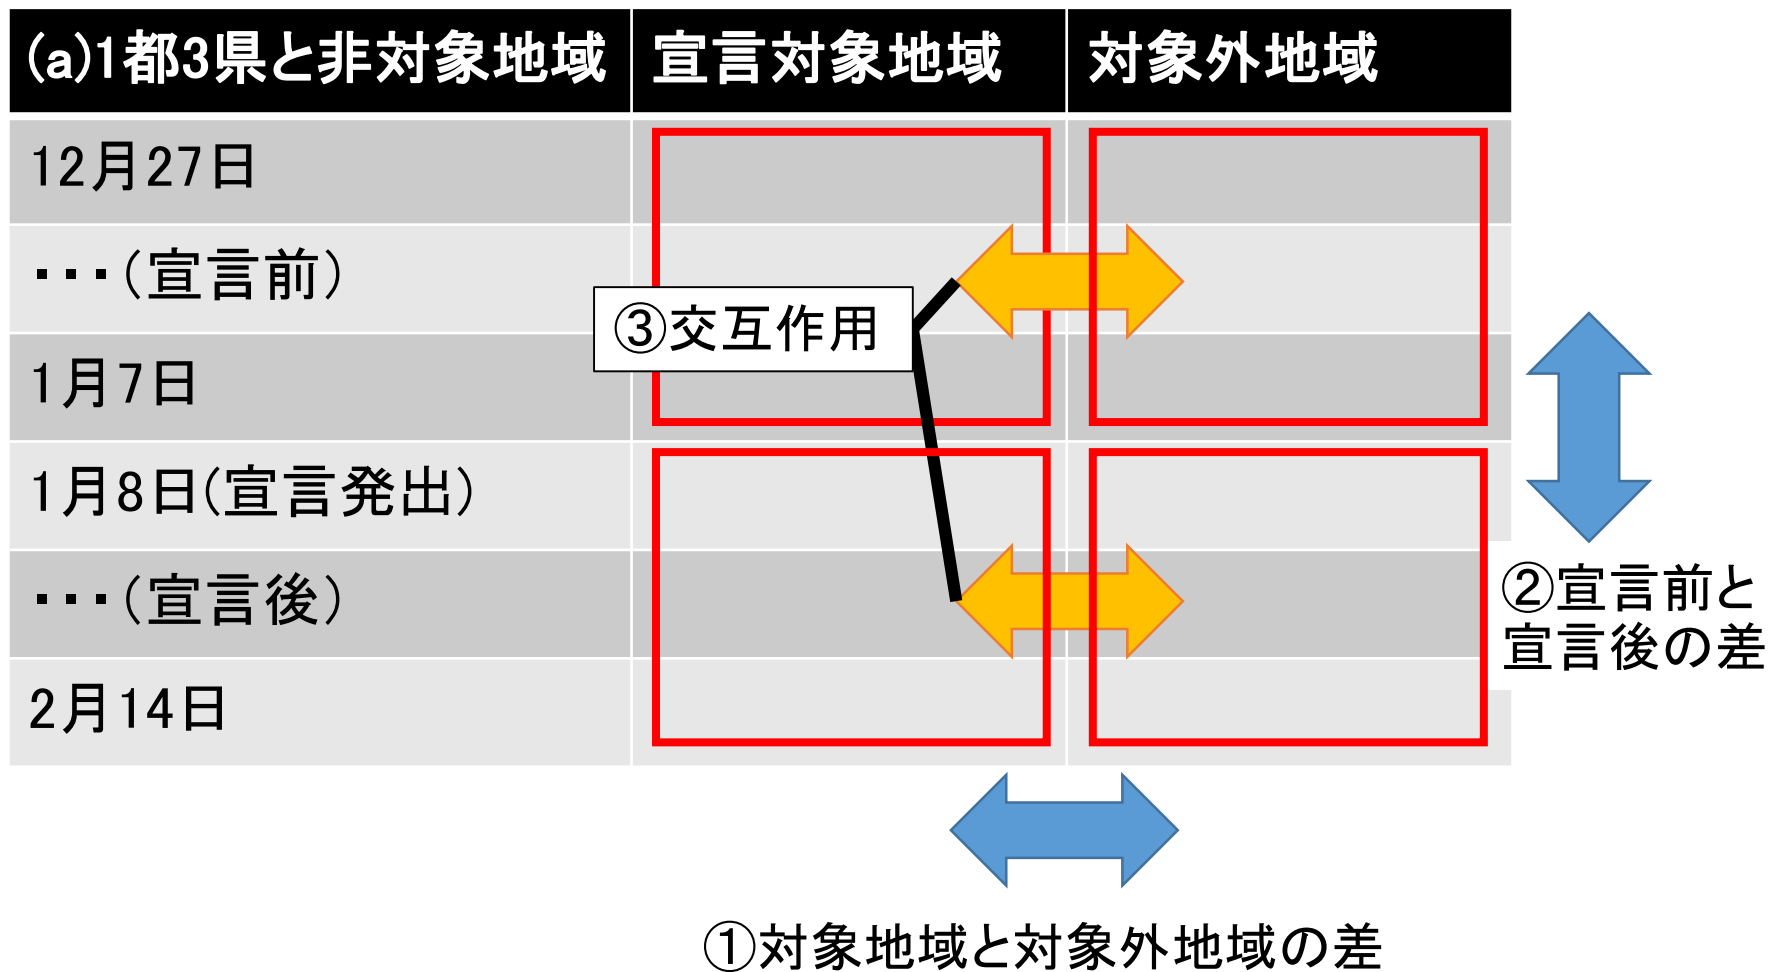 (a)1都3県と非対象地域 宣言対象地域 対象外地域
12月27日
・・・(宣言前)
③交互作用
1月7日
1月8日(宣言発出)
・・・(宣言後)
2月14日
②宣言前と
宣言後の差
①対象地域と対象外地域の差